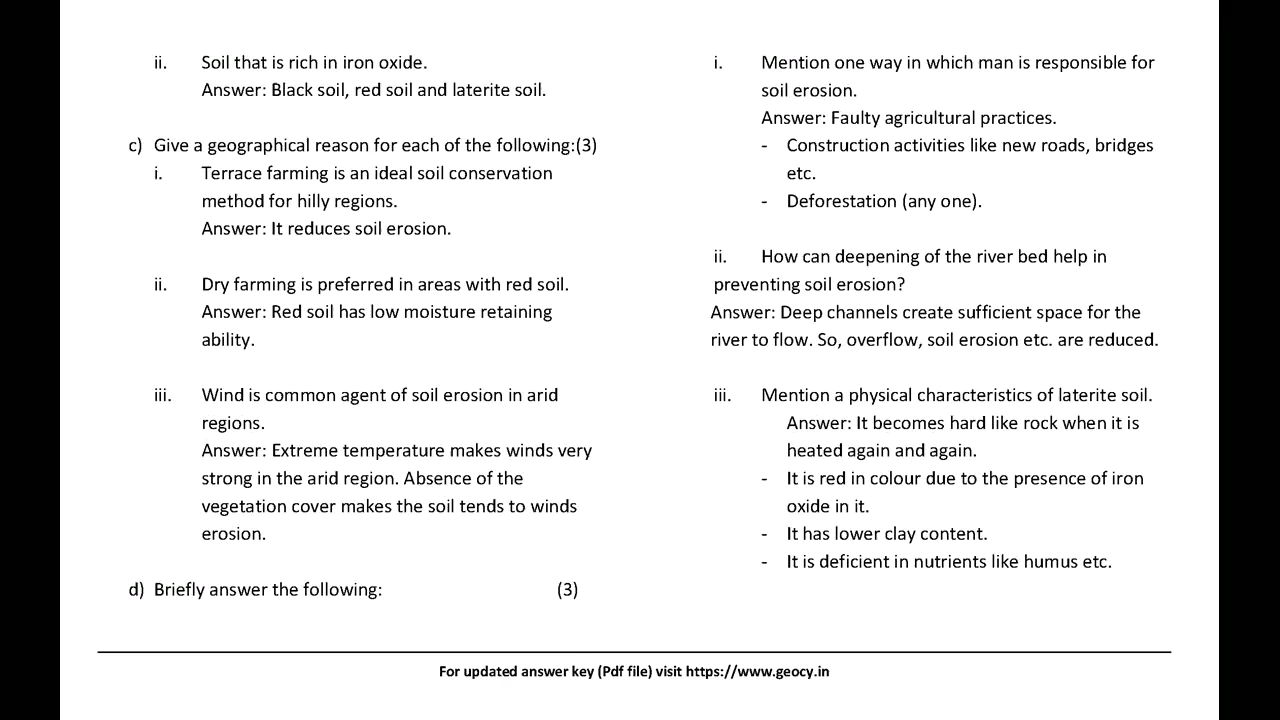 ii. Soil that is rich in iron oxide.
Answer: Black soil, red soil and laterite soil.
c) Give a geographical reason for each of the following:(3)
i. Terrace farming is an ideal soil conservation
method for hilly regions.
Answer: It reduces soil erosion.
ii. Dry farming is preferred in areas with red soil.
Answer: Red soil has low moisture retaining
ability.
iii. Wind is common agent of soil erosion in arid
regions.
Answer: Extreme temperature makes winds very
strong in the arid region. Absence of the
vegetation cover makes the soil tends to winds
erosion.
d) Briefly answer the following: (3)
i. Mention one way in which man is responsible for
soil erosion.
Answer: Faulty agricultural practices.
- Construction activities like new roads, bridges
etc.
- Deforestation (any one).
ii. How can deepening of the river bed help in
preventing soil erosion?
Answer: Deep channels create sufficient space for the
river to flow. So, overflow, soil erosion etc. are reduced.
iii. Mention a physical characteristics of laterite soil.
Answer: It becomes hard like rock when it is
heated again and again.
- It is red in colour due to the presence of iron
oxide in it.
- It has lower clay content.
- It is deficient in nutrients like humus etc.
For updated answer key (Pdf file) visit https://www.geocy.in